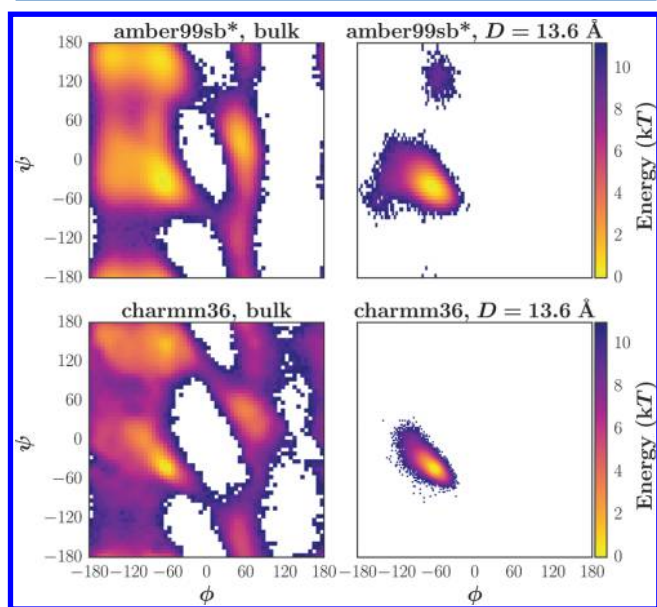 amber99sb*, bulk
amber99sb*, D = 13.6 Å
180
120
60
0
−60
−120
−180
ψ
10
8
6
4
2
0
Energy (kT)
charmm36, bulk
charmm36, D = 13.6 Å
180
120
60
0
−60
−120
−180
ψ
10
8
6
4
2
0
Energy (kT)
−180 −120 −60 0 60 120 180
−180 −120 −60 0 60 120 180
ϕ
ϕ